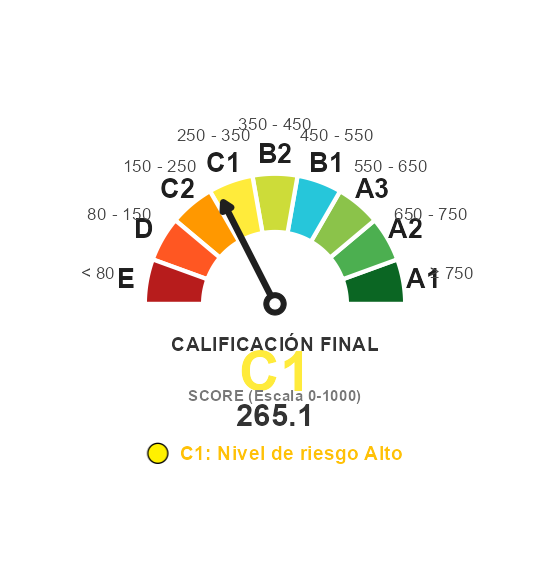 350 - 450
250 - 350
450 - 550
B2
C1
B1
150 - 250
550 - 650
C2
A3
80 - 150
650 - 750
D
A2
< 80
E
A1
≥ 750
CALIFICACIÓN FINAL
C1
SCORE (Escala 0-1000)
265.1
C1: Nivel de riesgo Alto